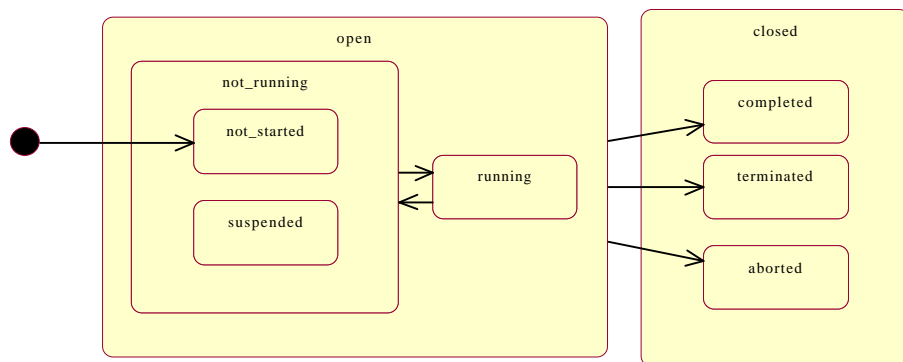 open
closed
not_running
not_started
suspended
running
completed
terminated
aborted